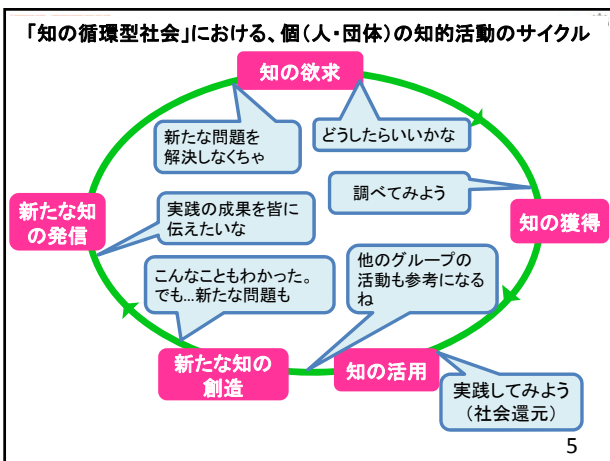 「知の循環型社会」における、個(人・団体)の知的活動のサイクル
知の欲求
新たな問題を
解決しなくちゃ
どうしたらいいかな
調べてみよう
知の獲得
新たな知
の発信
実践の成果を皆に
伝えたいな
こんなこともわかった。
でも...新たな問題も
他のグループの
活動も参考になる
ね
新たな知の
創造
知の活用
実践してみよう
(社会還元)
5